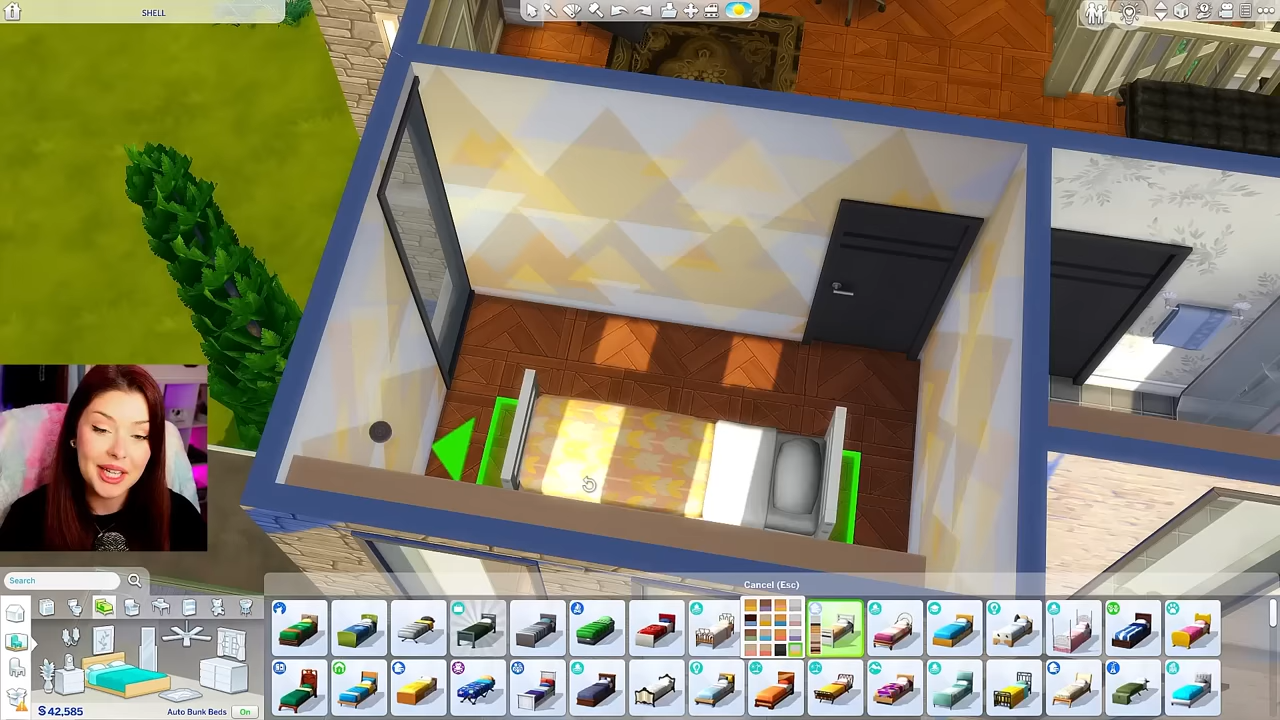 SHELL
Cancel (Esc)
Search
$42,585
Auto Bunk Beds
On